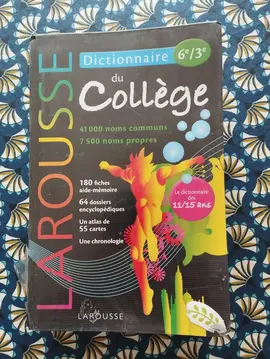 LAROUSSE
Dictionnaire 6e/3e
du
Collège
41 000 noms communs
7 500 noms propres
180 fiches
aide-mémoire
64 dossiers
encyclopédiques
Un atlas de
55 cartes
Une chronologie
Le dictionnaire
des
11/15 ans
LAROUSSE